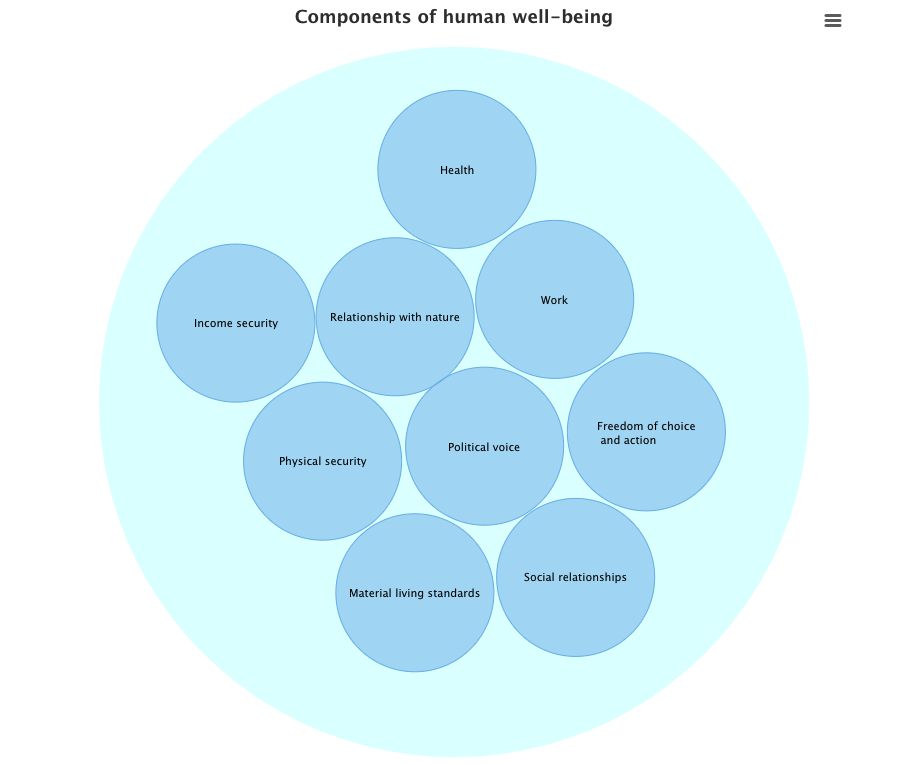 Components of human well-being
Health
Work
Relationship with nature
Income security
Freedom of choice
and action
Political voice
Physical security
Social relationships
Material living standards